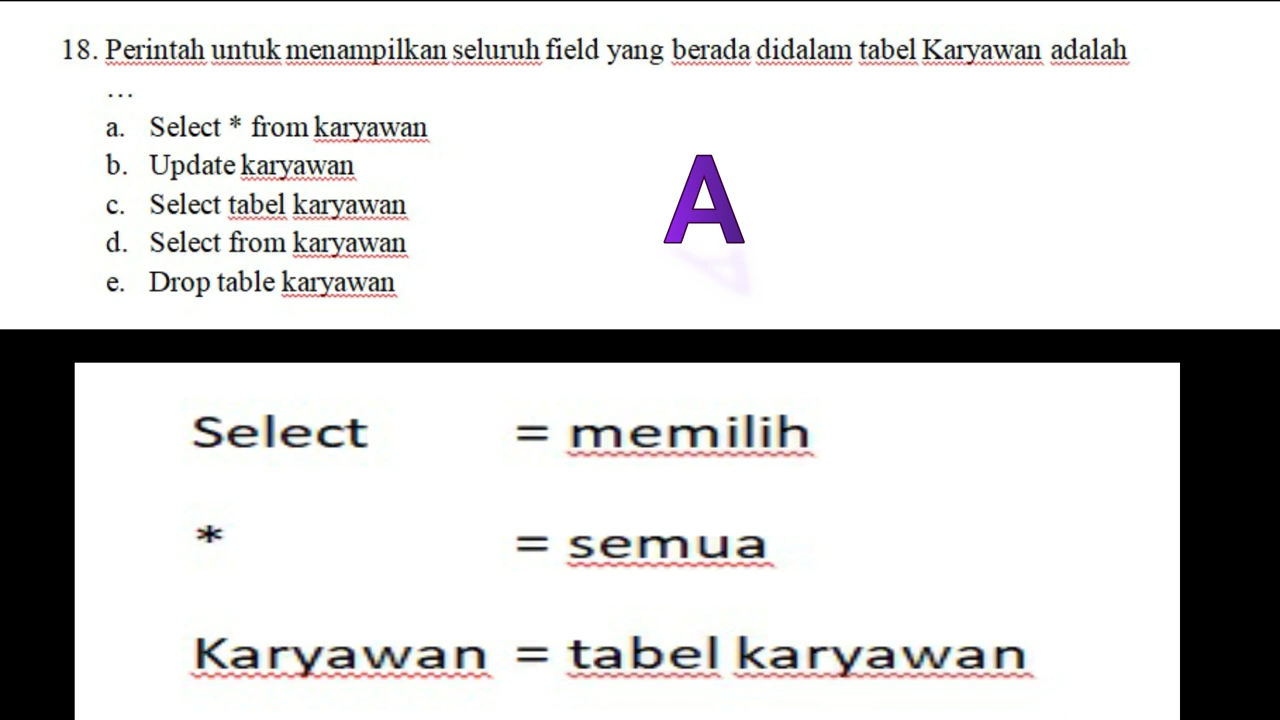 18. Perintah untuk menampilkan seluruh field yang berada didalam tabel Karyawan adalah
...
a. Select * from karyawan
b. Update karyawan
c. Select tabel karyawan
d. Select from karyawan
e. Drop table karyawan
A
Select = memilih
* = semua
Karyawan = tabel karyawan